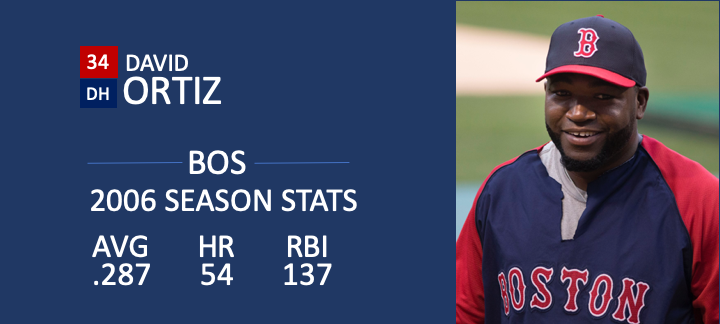 34 DAVID
DH ORTIZ
BOS
2006 SEASON STATS
AVG HR RBI
.287 54 137
B
BOSTON